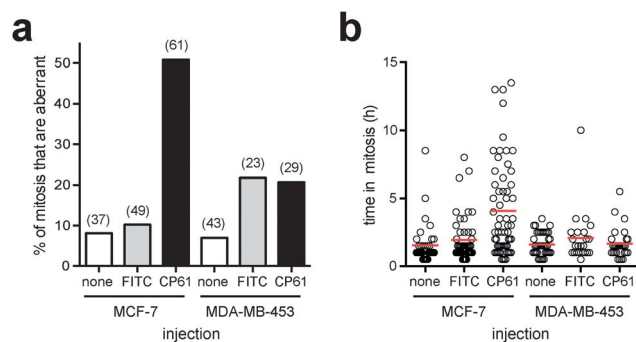 a
% of mitosis that are aberrant
50
40
30
20
10
0
(37)
(49)
(61)
(43)
(23)
(29)
none FITC CP61 none FITC CP61
MCF-7 MDA-MB-453
injection
b
time in mitosis (h)
15
10
5
0
none FITC CP61 none FITC CP61
MCF-7 MDA-MB-453
injection